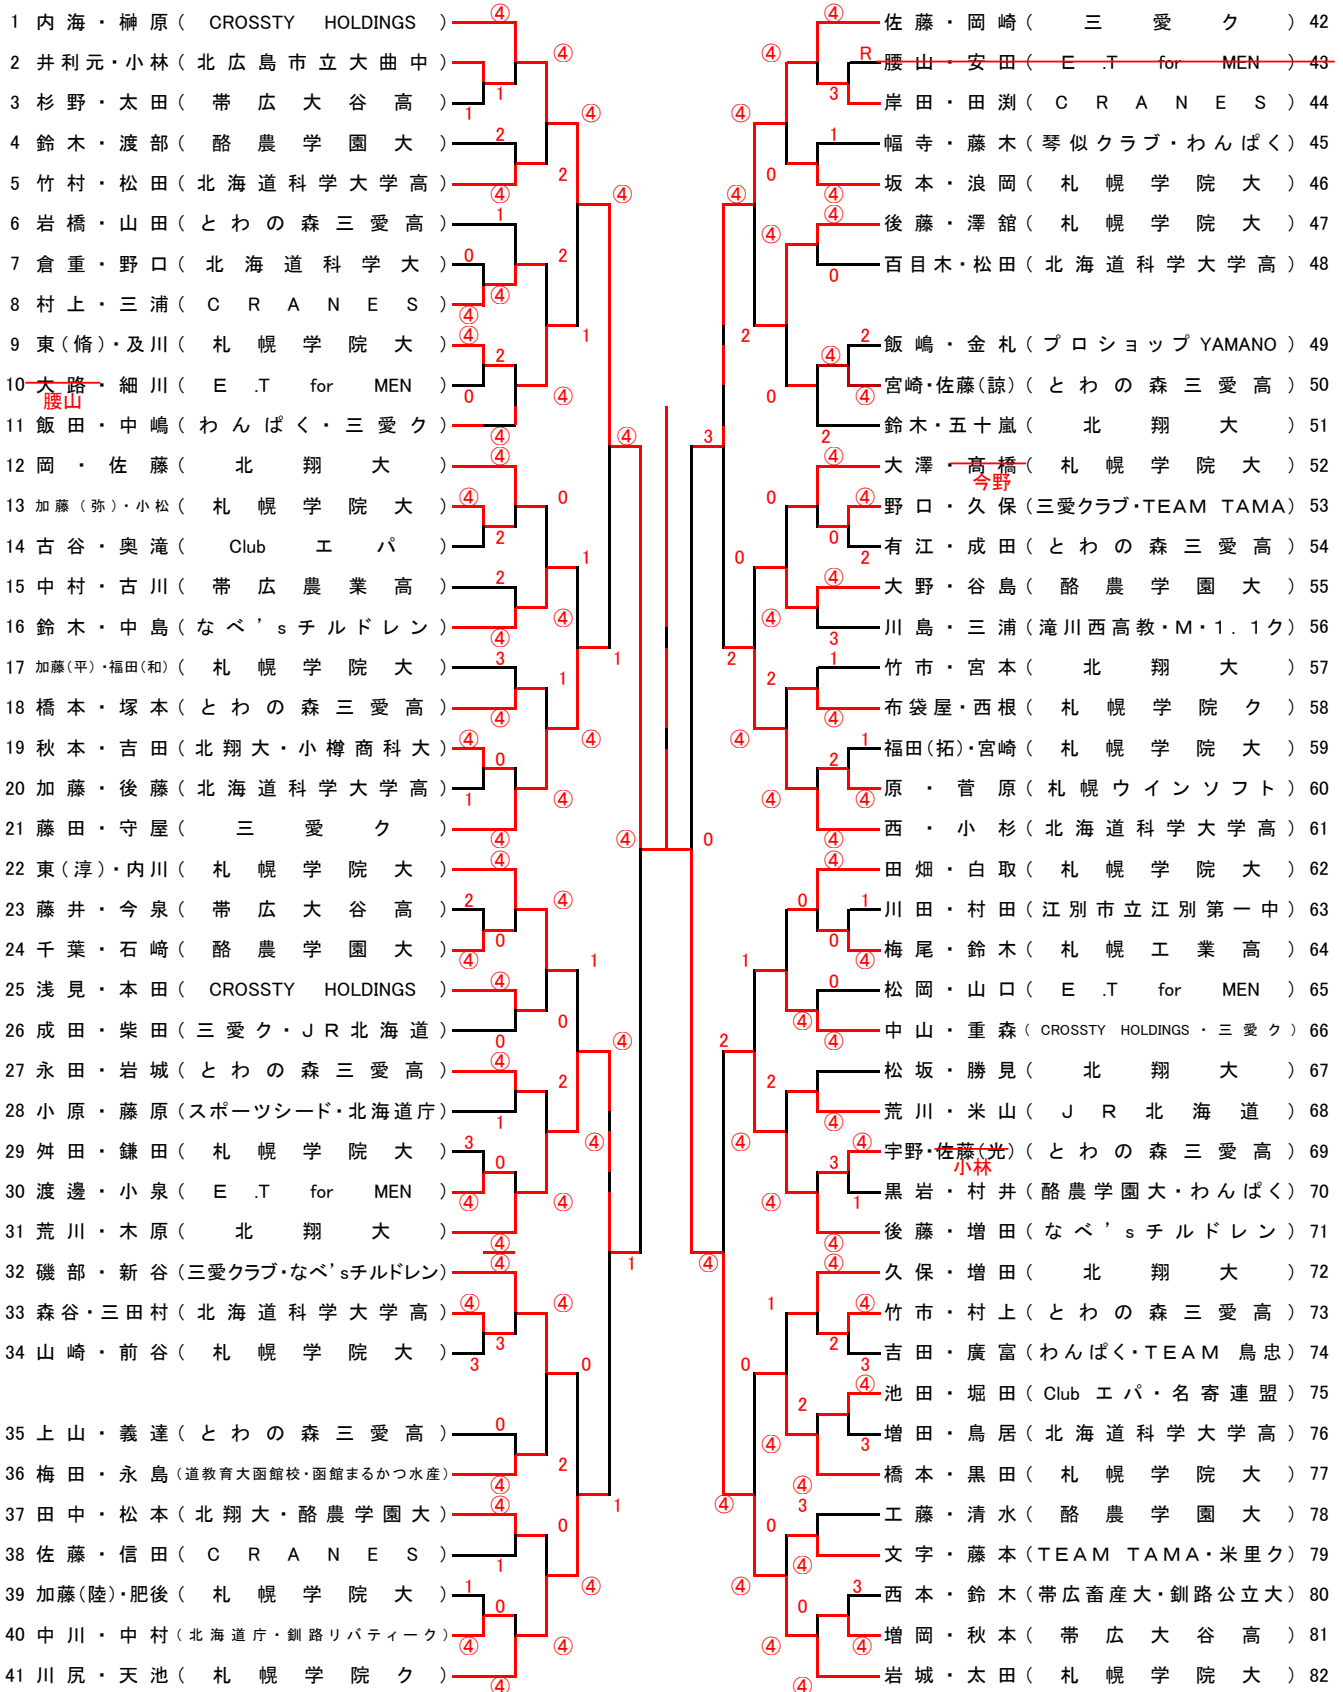 1 内海・榊原 ( CROSSTY HOLDINGS )
2 井利元・小林 ( 北広島市立大曲中 )
3 杉野・太田 ( 帯広大谷高 )
4 鈴木・渡部 ( 酪農学園大 )
5 竹村・松田 ( 北海道科学大学高 )
6 岩橋・山田 ( とわの森三愛高 )
7 倉重・野口 ( 北海道科学大 )
8 村上・三浦 ( CRANES )
9 東(脩)・及川 ( 札幌学院大 )
10 大路・細川 ( E.T for MEN )
腰山
11 飯田・中嶋 ( わんぱく・三愛ク )
12 岡・佐藤 ( 北翔大 )
13 加藤(弥)・小松 ( 札幌学院大 )
14 古谷・奥滝 ( Club エパ )
15 中村・古川 ( 帯広農業高 )
16 鈴木・中島 ( なべ'sチルドレン )
17 加藤(平)・福田(和) ( 札幌学院大 )
18 橋本・塚本 ( とわの森三愛高 )
19 秋本・吉田 ( 北翔大・小樽商科大 )
20 加藤・後藤 ( 北海道科学大学高 )
21 藤田・守屋 ( 三愛ク )
22 東(淳)・内川 ( 札幌学院大 )
23 藤井・今泉 ( 帯広大谷高 )
24 千葉・石﨑 ( 酪農学園大 )
25 浅見・本田 ( CROSSTY HOLDINGS )
26 成田・柴田 ( 三愛ク・JR北海道 )
27 永田・岩城 ( とわの森三愛高 )
28 小原・藤原 ( スポーツシード・北海道庁 )
29 舛田・鎌田 ( 札幌学院大 )
30 渡邊・小泉 ( E.T for MEN )
31 荒川・木原 ( 北翔大 )
32 磯部・新谷 ( 三愛クラブ・なべ'sチルドレン )
33 森谷・三田村 ( 北海道科学大学高 )
34 山崎・前谷 ( 札幌学院大 )
35 上山・義達 ( とわの森三愛高 )
36 梅田・永島 ( 道教育大函館校・函館まるかつ水産 )
37 田中・松本 ( 北翔大・酪農学園大 )
38 佐藤・信田 ( CRANES )
39 加藤(陸)・肥後 ( 札幌学院大 )
40 中川・中村 ( 北海道庁・釧路リバティーク )
41 川尻・天池 ( 札幌学院ク )
佐藤・岡崎 ( 三愛ク ) 42
腰山・安田 ( E.T for MEN ) 43
岸田・田渕 ( CRANES ) 44
幅寺・藤木 ( 琴似クラブ・わんぱく ) 45
坂本・浪岡 ( 札幌学院大 ) 46
後藤・澤舘 ( 札幌学院大 ) 47
百目木・松田 ( 北海道科学大学高 ) 48
飯嶋・金札 ( プロショップYAMANO ) 49
宮崎・佐藤(諒) ( とわの森三愛高 ) 50
鈴木・五十嵐 ( 北翔大 ) 51
大澤・髙橋 ( 札幌学院大 ) 52
今野
野口・久保 ( 三愛クラブ・TEAM TAMA ) 53
有江・成田 ( とわの森三愛高 ) 54
大野・谷島 ( 酪農学園大 ) 55
川島・三浦 ( 滝川西高教・M・1.1ク ) 56
竹市・宮本 ( 北翔大 ) 57
布袋屋・西根 ( 札幌学院ク ) 58
福田(拓)・宮崎 ( 札幌学院大 ) 59
原・菅原 ( 札幌ウインソフト ) 60
西・小杉 ( 北海道科学大学高 ) 61
田畑・白取 ( 札幌学院大 ) 62
川田・村田 ( 江別市立江別第一中 ) 63
梅尾・鈴木 ( 札幌工業高 ) 64
松岡・山口 ( E.T for MEN ) 65
中山・重森 ( CROSSTY HOLDINGS・三愛ク ) 66
松坂・勝見 ( 北翔大 ) 67
荒川・米山 ( JR北海道 ) 68
宇野・佐藤(光) ( とわの森三愛高 ) 69
小林
黒岩・村井 ( 酪農学園大・わんぱく ) 70
後藤・増田 ( なべ'sチルドレン ) 71
久保・増田 ( 北翔大 ) 72
竹市・村上 ( とわの森三愛高 ) 73
吉田・廣富 ( わんぱく・TEAM 鳥忠 ) 74
池田・堀田 ( Club エパ・名寄連盟 ) 75
増田・鳥居 ( 北海道科学大学高 ) 76
橋本・黒田 ( 札幌学院大 ) 77
工藤・清水 ( 酪農学園大 ) 78
文字・藤本 ( TEAM TAMA・米里ク ) 79
西本・鈴木 ( 帯広畜産大・釧路公立大 ) 80
増岡・秋本 ( 帯広大谷高 ) 81
岩城・太田 ( 札幌学院大 ) 82